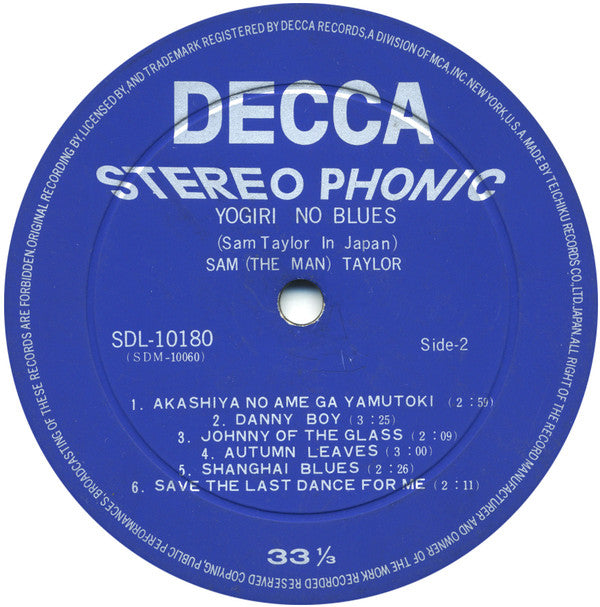 DECCA
STEREO PHONIC
YOGIRI NO BLUES
(Sam Taylor In Japan)
SAM (THE MAN) TAYLOR
SDL-10180
(SDM-10060)
Side-2
1. AKASHIYA NO AME GA YAMUTOKI (2:59)
2. DANNY BOY (3:25)
3. JOHNNY OF THE GLASS (2:09)
4. AUTUMN LEAVES (3:00)
5. SHANGHAI BLUES (2:26)
6. SAVE THE LAST DANCE FOR ME (2:11)
33 ⅓
ORIGINAL RECORDING BY, LICENSED BY, AND TRADEMARK REGISTERED BY DECCA RECORDS, A DIVISION OF MCA, INC. NEW YORK, U.S.A. MADE BY TEICHIKU RECORDS CO., LTD. JAPAN. ALL RIGHT OF THE RECORD MANUFACTURER AND OWNER OF THE WORK RECORDED RESERVED COPYING, PUBLIC PERFORMANCES, BROADCASTING OF THESE RECORDS ARE FORBIDDEN.